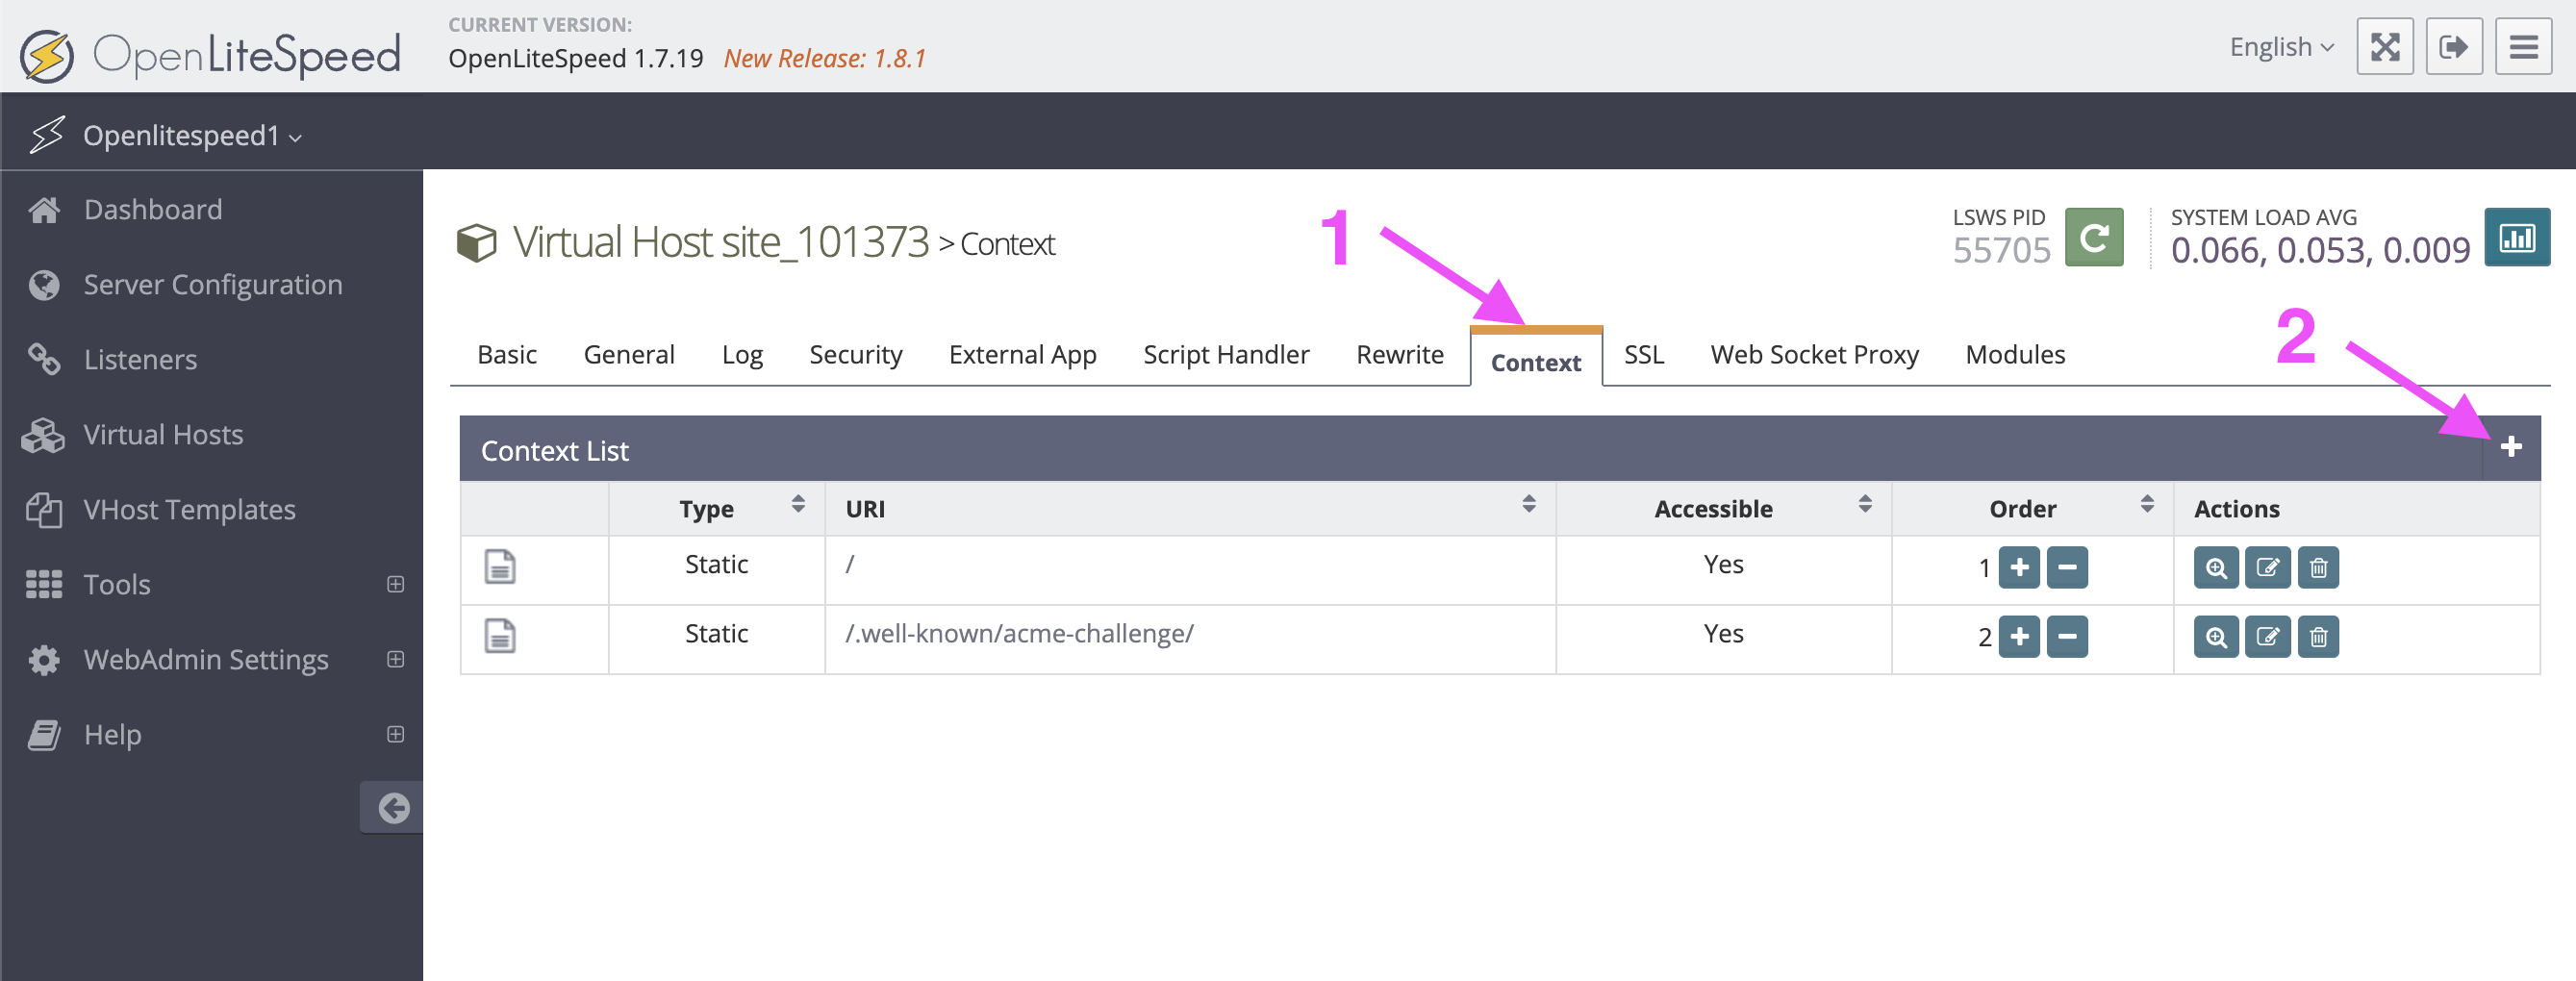 OpenLiteSpeed
CURRENT VERSION:
OpenLiteSpeed 1.7.19 New Release: 1.8.1
English
Openlitespeed1
Dashboard
Server Configuration
Listeners
Virtual Hosts
VHost Templates
Tools
WebAdmin Settings
Help
Virtual Host site_101373 > Context
LSWS PID
55705
SYSTEM LOAD AVG
0.066, 0.053, 0.009
1
2
Basic General Log Security External App Script Handler Rewrite Context SSL Web Socket Proxy Modules
Context List
Type URI Accessible Order Actions
Static / Yes 1
Static /.well-known/acme-challenge/ Yes 2